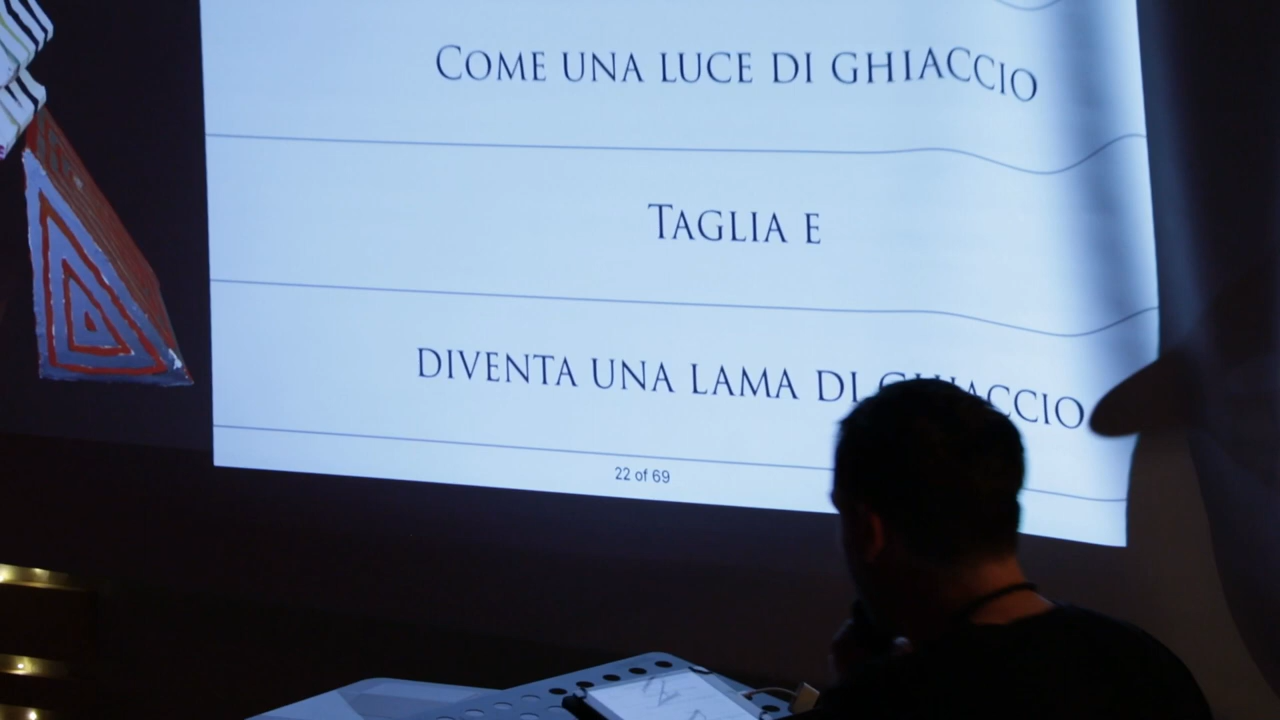 COME UNA LUCE DI GHIACCIO
TAGLIA E
DIVENTA UNA LAMA DI GHIACCIO
22 of 69